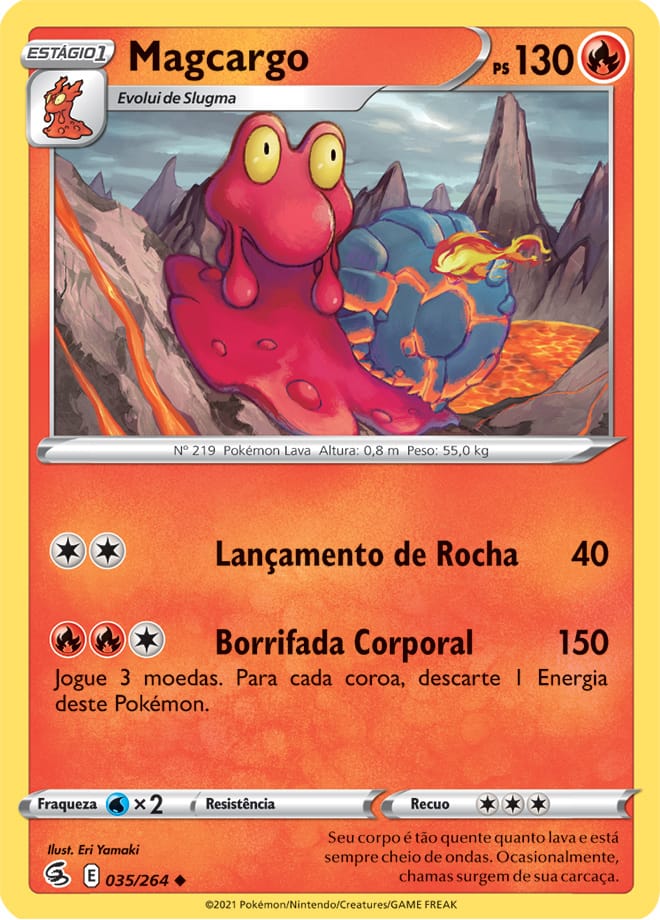 ESTÁGIO1
Magcargo
PS 130
Evolui de Slugma
Nº 219 Pokémon Lava Altura: 0,8 m Peso: 55,0 kg
Lançamento de Rocha 40
Borrifada Corporal 150
Jogue 3 moedas. Para cada coroa, descarte 1 Energia
deste Pokémon.
Fraqueza ×2 Resistência Recuo
Ilust. Eri Yamaki
Seu corpo é tão quente quanto lava e está
sempre cheio de ondas. Ocasionalmente,
chamas surgem de sua carcaça.
E 035/264
©2021 Pokémon/Nintendo/Creatures/GAME FREAK